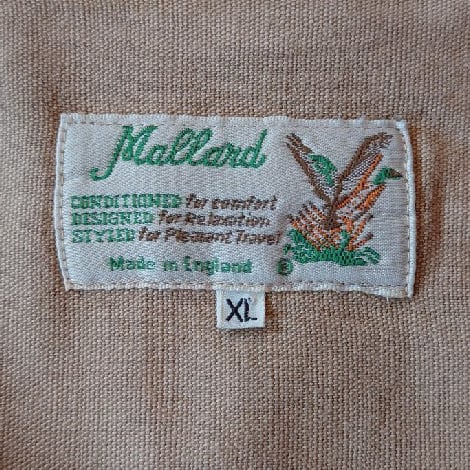 Mallard
CONDITIONED for comfort
DESIGNED for Relaxation
STYLED for Pleasant Travel
Made in England ®
XL